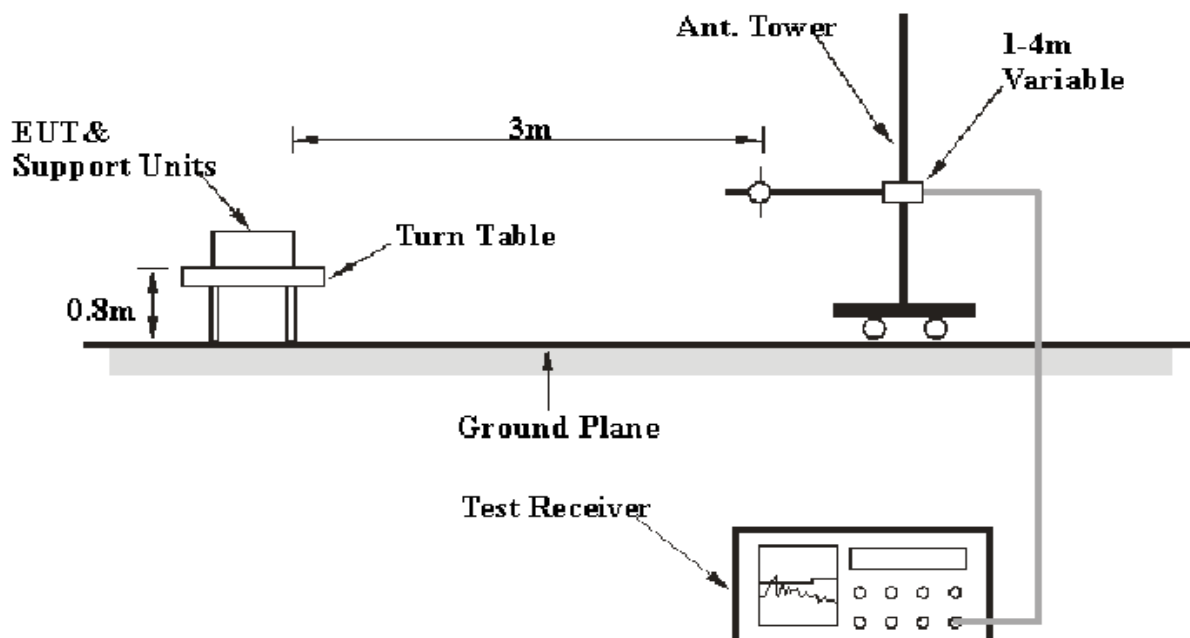 Ant. Tower
1-4m
Variable
EUT&
Support Units
3m
Turn Table
0.8m
Ground Plane
Test Receiver